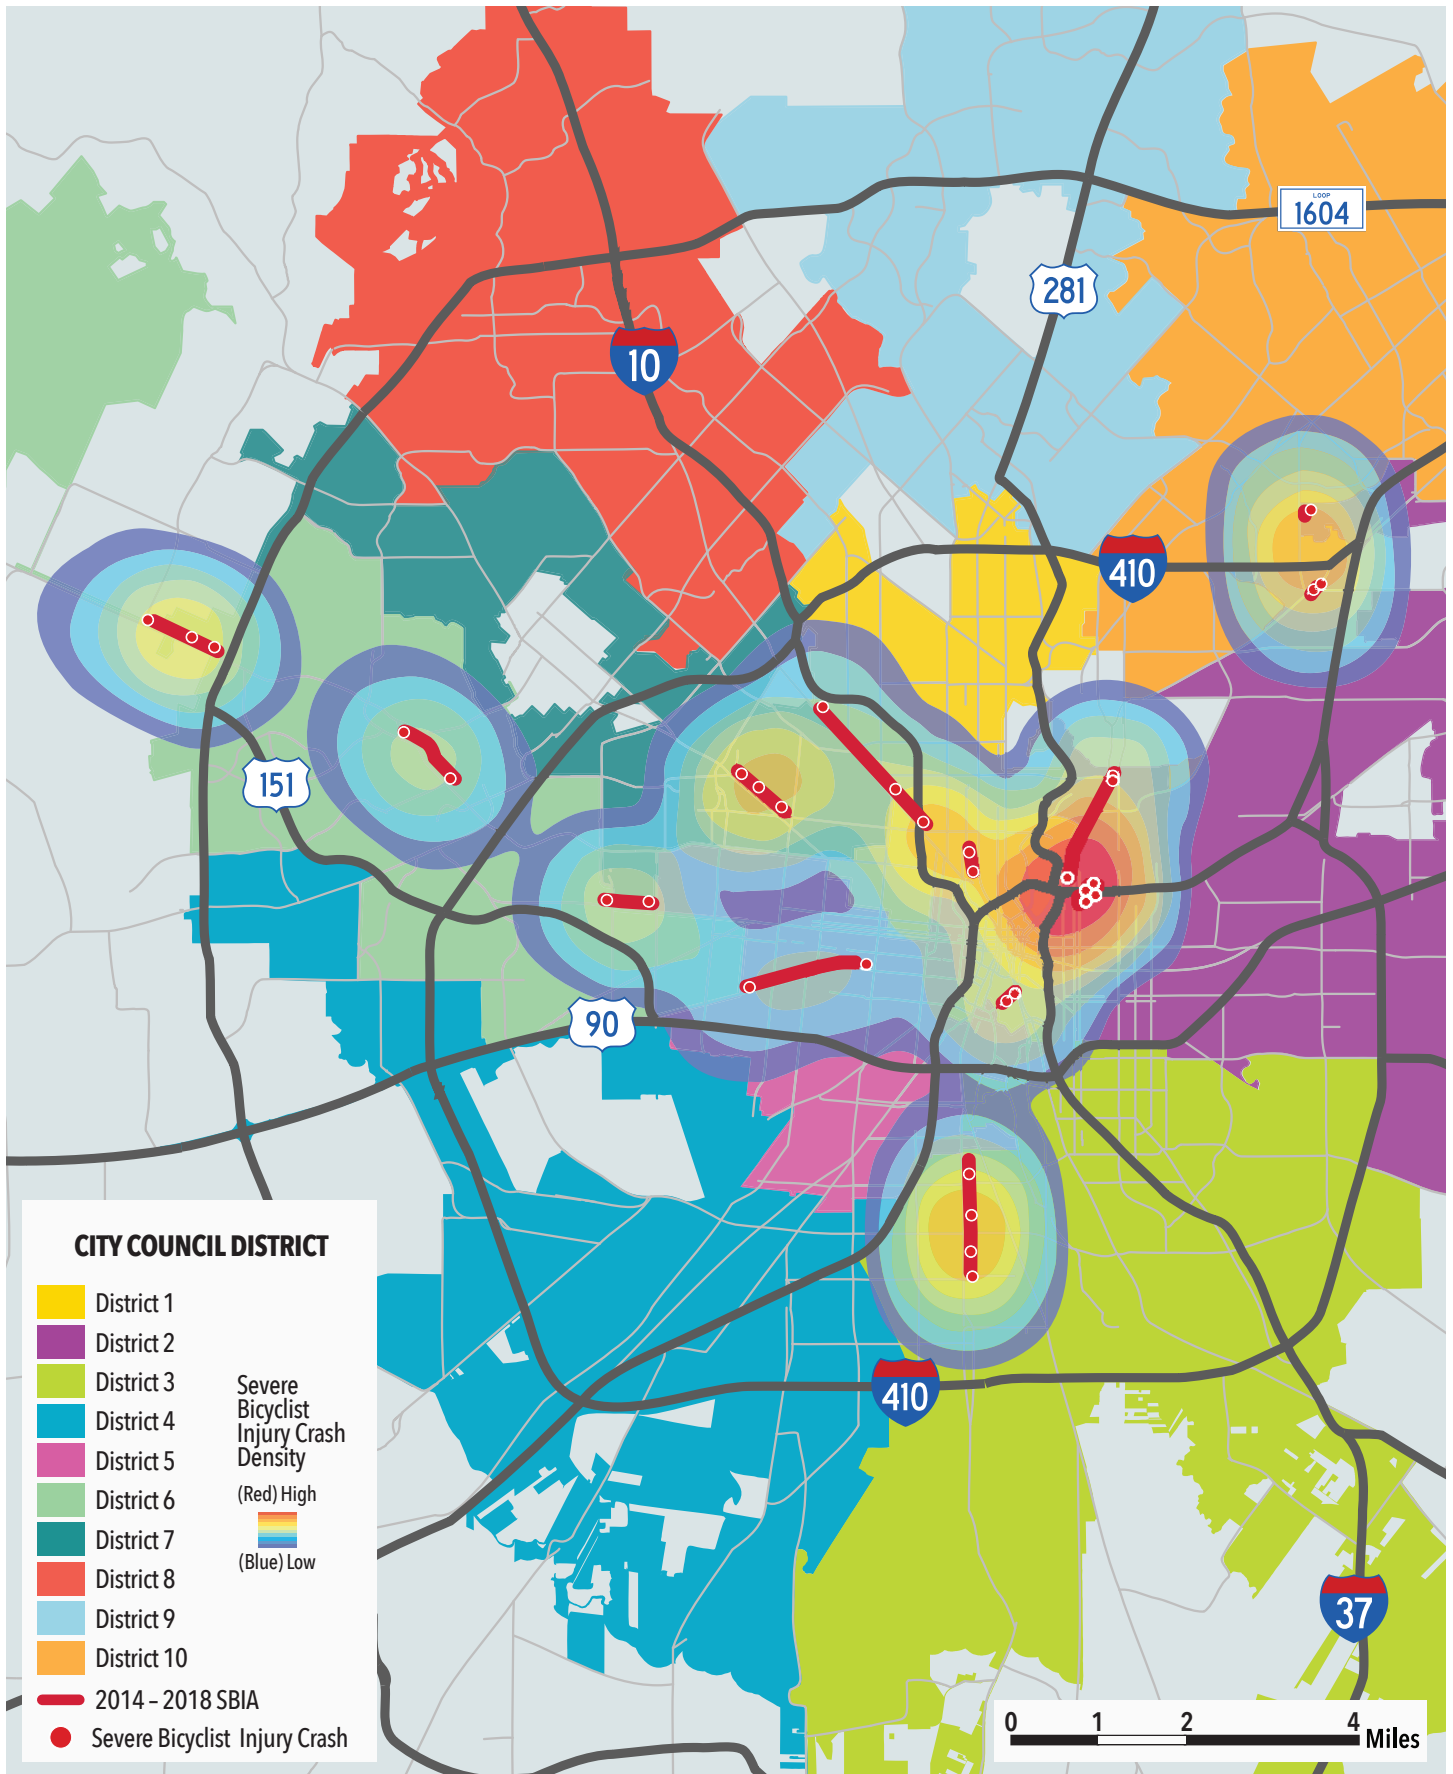 LOOP
1604
281
10
410
151
90
CITY COUNCIL DISTRICT
District 1
District 2
District 3
District 4
District 5
District 6
District 7
District 8
District 9
District 10
2014 – 2018 SBIA
Severe Bicyclist Injury Crash
Severe
Bicyclist
Injury Crash
Density
(Red) High
(Blue) Low
410
37
0 1 2 4 Miles